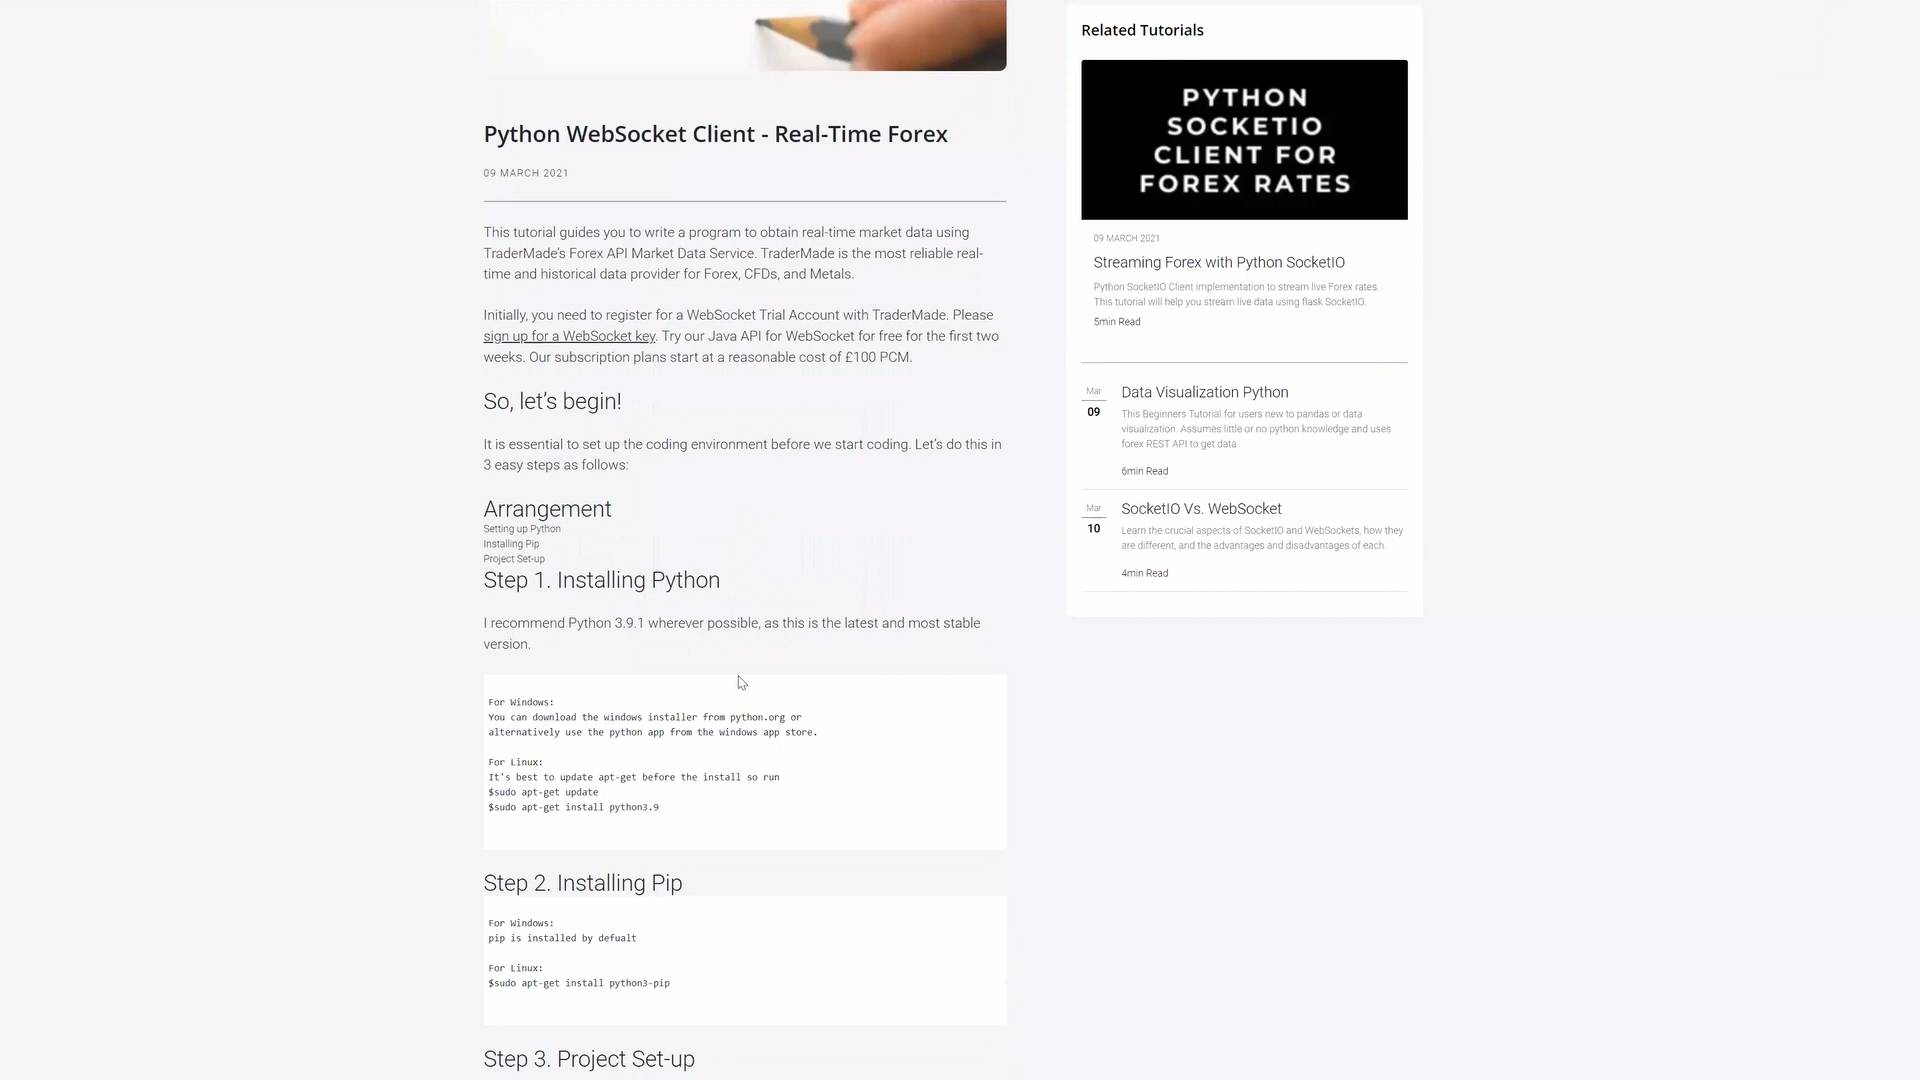 Python WebSocket Client - Real-Time Forex
09 MARCH 2021
This tutorial guides you to write a program to obtain real-time market data using
TraderMade’s Forex API Market Data Service. TraderMade is the most reliable real-
time and historical data provider for Forex, CFDs, and Metals.
Initially, you need to register for a WebSocket Trial Account with TraderMade. Please
sign up for a WebSocket key. Try our Java API for WebSocket for free for the first two
weeks. Our subscription plans start at a reasonable cost of £100 PCM.
So, let’s begin!
It is essential to set up the coding environment before we start coding. Let’s do this in
3 easy steps as follows:
Arrangement
Setting up Python
Installing Pip
Project Set-up
Step 1. Installing Python
I recommend Python 3.9.1 wherever possible, as this is the latest and most stable
version.
For Windows:
You can download the windows installer from python.org or
alternatively use the python app from the windows app store.
For Linux:
It's best to update apt-get before the install so run
$sudo apt-get update
$sudo apt-get install python3.9
Step 2. Installing Pip
For Windows:
pip is installed by defualt
For Linux:
$sudo apt-get install python3-pip
Step 3. Project Set-up
Related Tutorials
PYTHON
SOCKETIO
CLIENT FOR
FOREX RATES
09 MARCH 2021
Streaming Forex with Python SocketIO
Python SocketIO Client implementation to stream live Forex rates.
This tutorial will help you stream live data using flask SocketIO.
5min Read
Mar
09
Data Visualization Python
This Beginners Tutorial for users new to pandas or data
visualization. Assumes little or no python knowledge and uses
forex REST API to get data.
6min Read
Mar
10
SocketIO Vs. WebSocket
Learn the crucial aspects of SocketIO and WebSockets, how they
are different, and the advantages and disadvantages of each.
4min Read